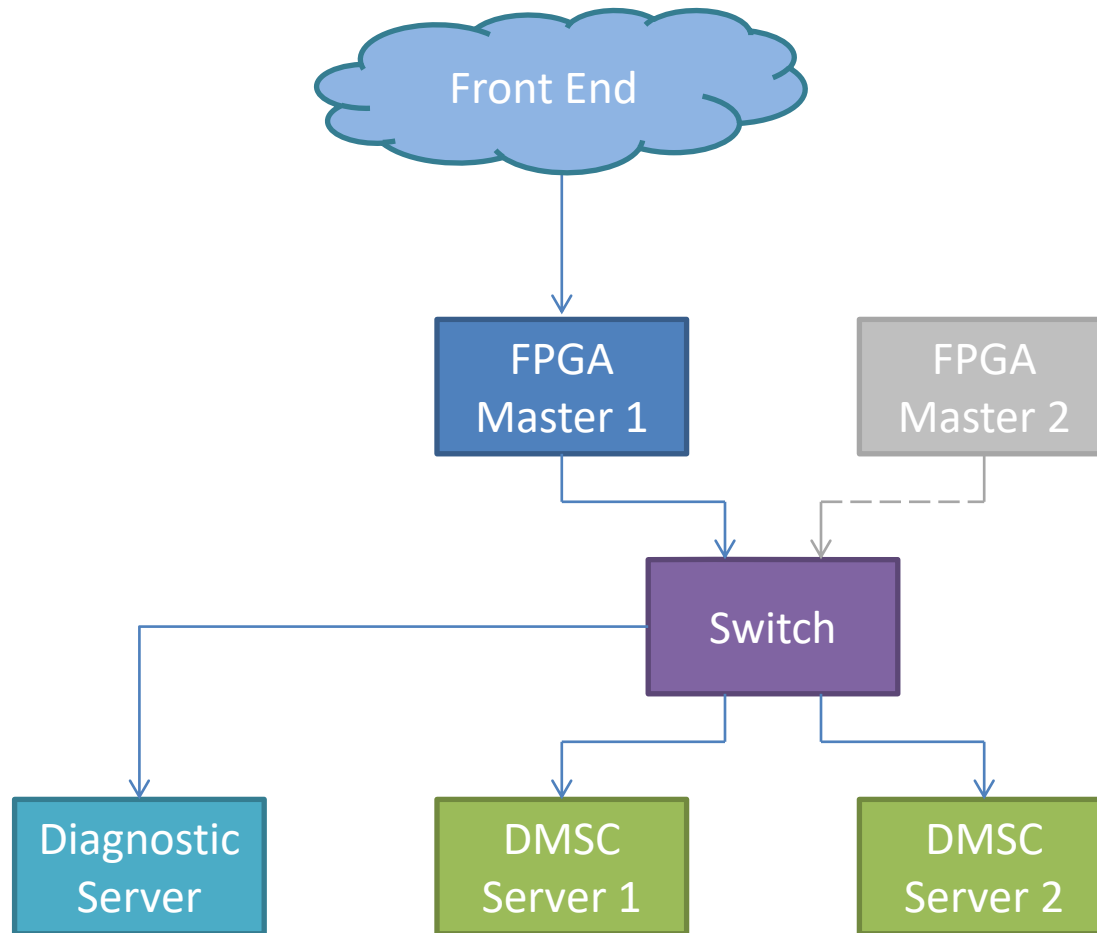 Front End
FPGA
Master 1
FPGA
Master 2
Switch
Diagnostic
Server
DMSC
Server 1
DMSC
Server 2